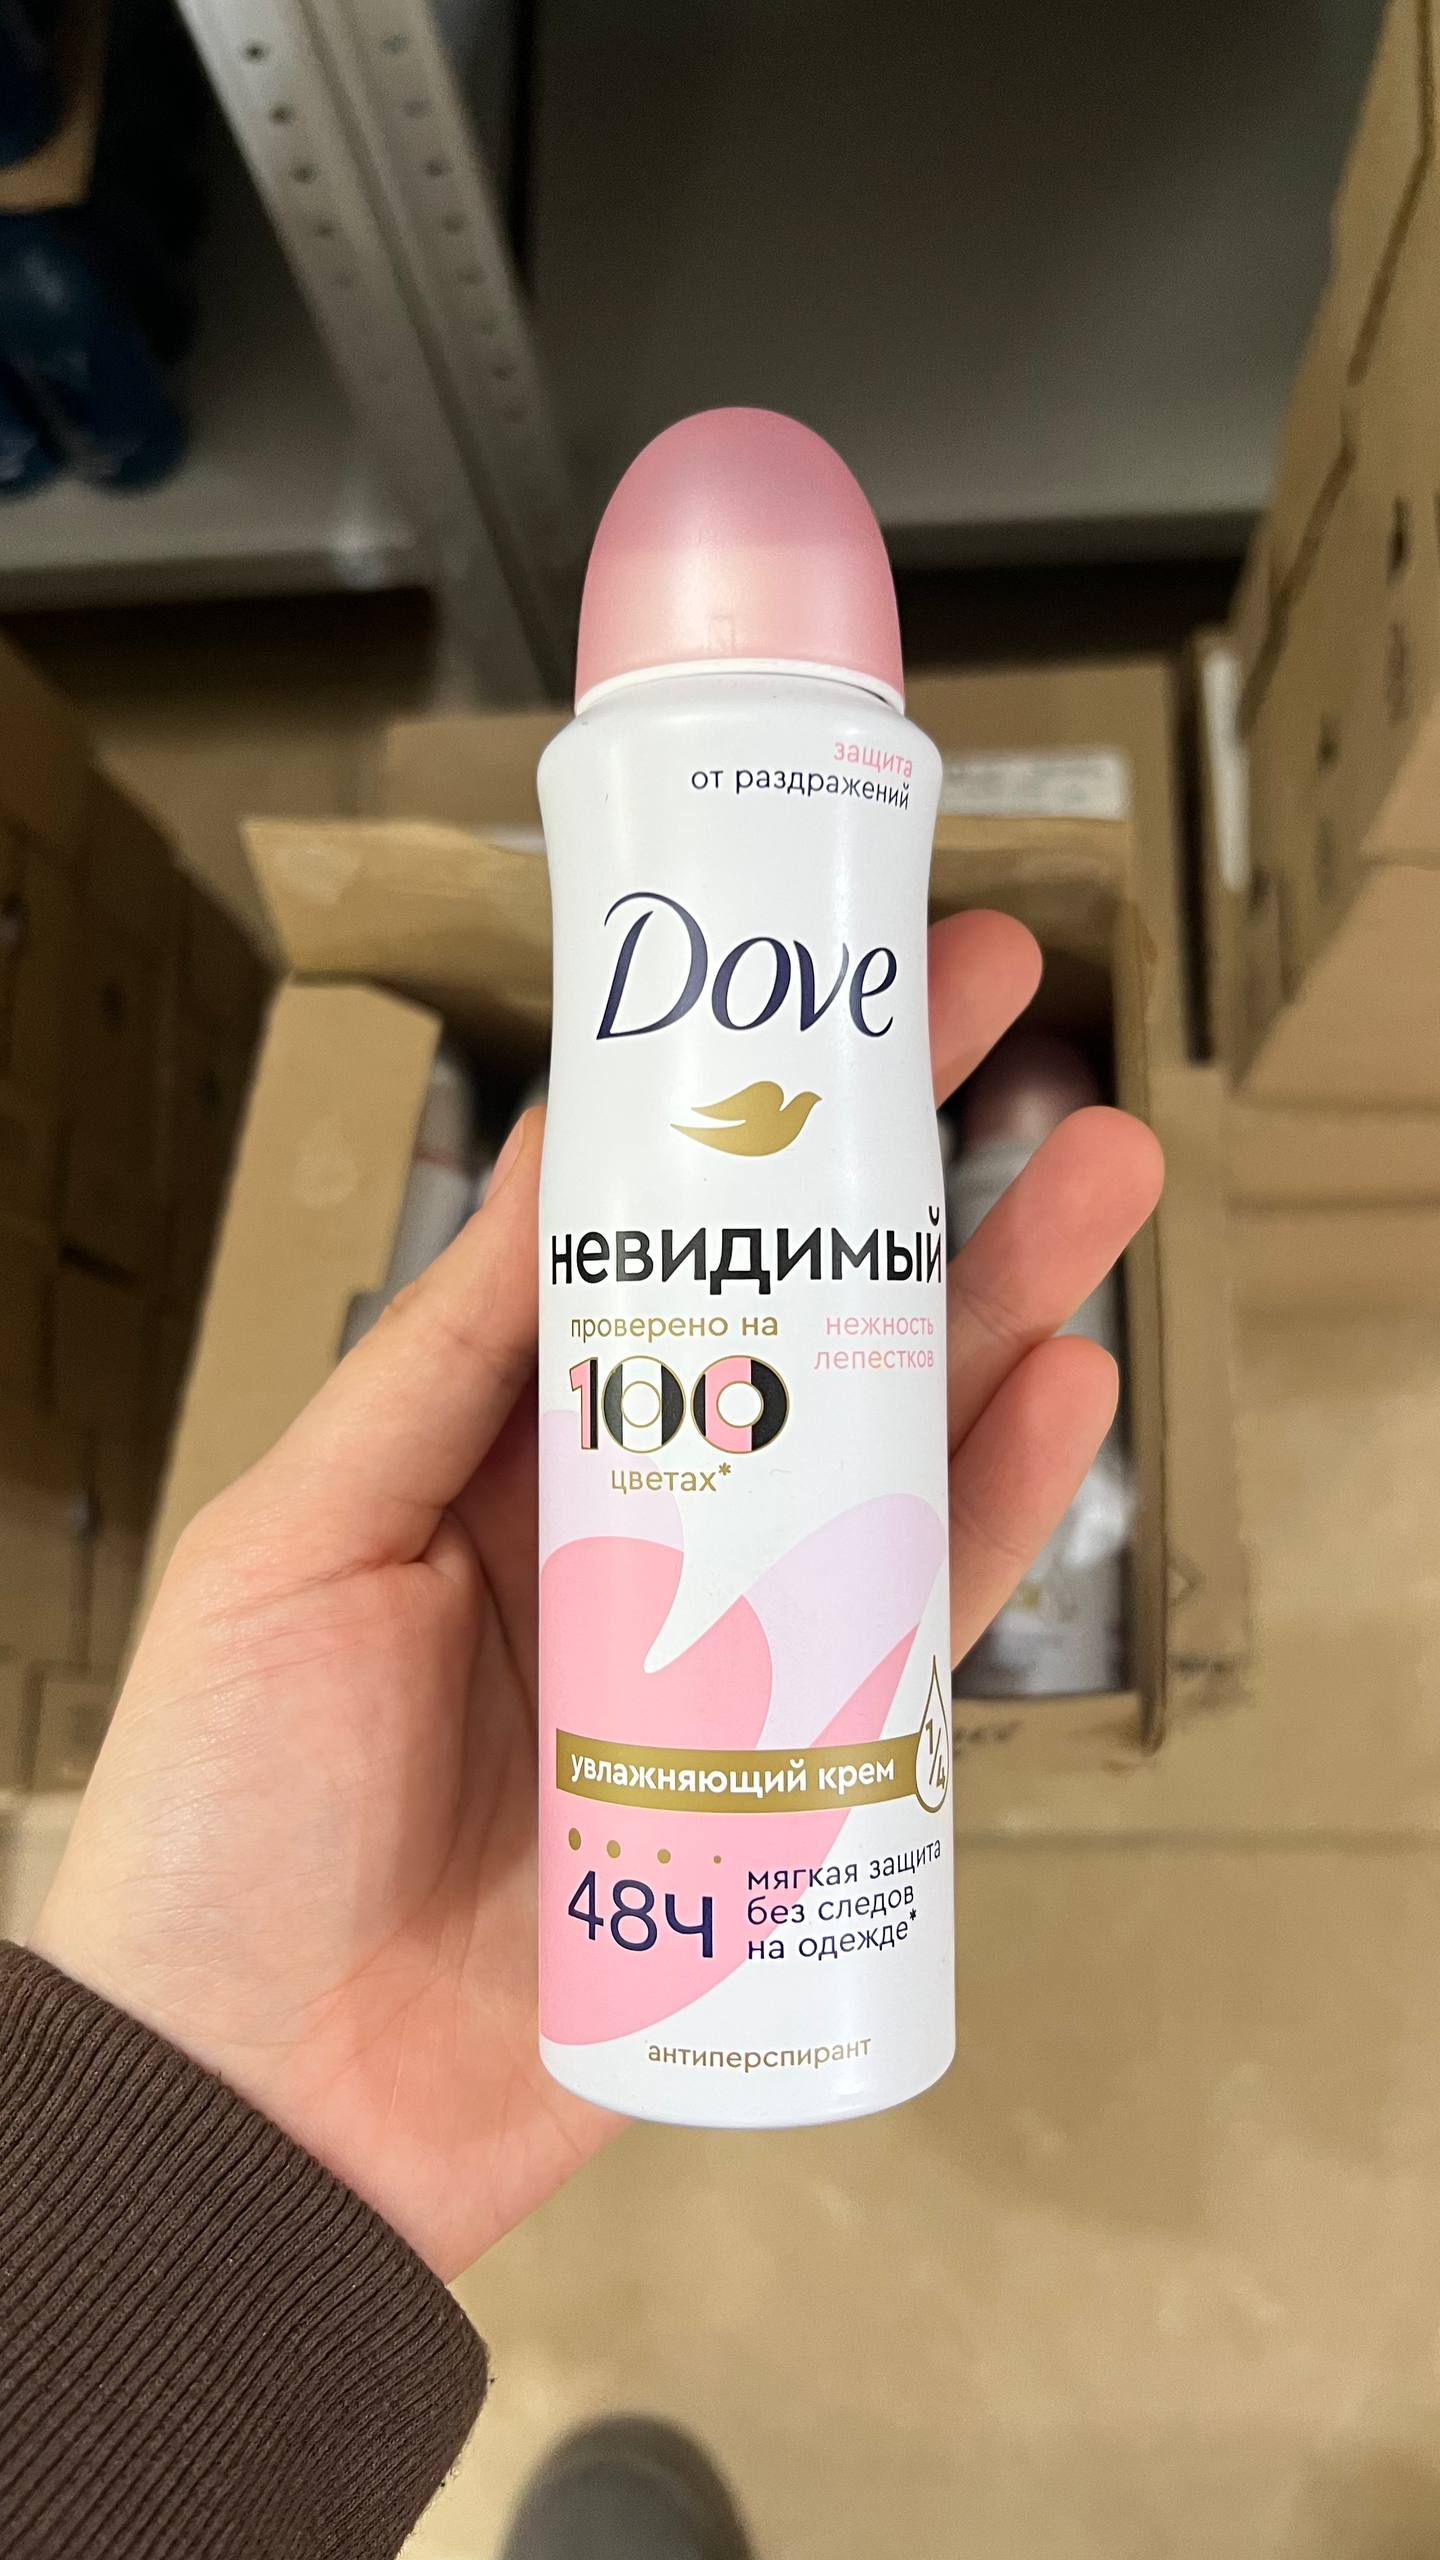 защита
от раздражений
Dove
невидимый
проверено на
100
цветах*
нежность
лепестков
увлажняющий крем
1/4
48ч
мягкая защита
без следов
на одежде*
антиперспирант